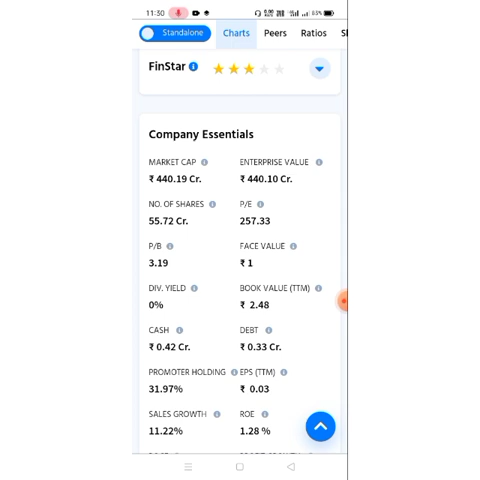 11:50
83%
Standalone Charts Peers Ratios
FinStar
Company Essentials
MARKET CAP ENTERPRISE VALUE
₹ 440.19 Cr. ₹ 440.10 Cr.
NO. OF SHARES P/E
55.72 Cr. 257.33
P/B FACE VALUE
3.19 ₹ 1
DIV. YIELD BOOK VALUE (TTM)
0% ₹ 2.48
CASH DEBT
₹ 0.42 Cr. ₹ 0.33 Cr.
PROMOTER HOLDING EPS (TTM)
31.97% ₹ 0.03
SALES GROWTH ROE
11.22% 1.28 %